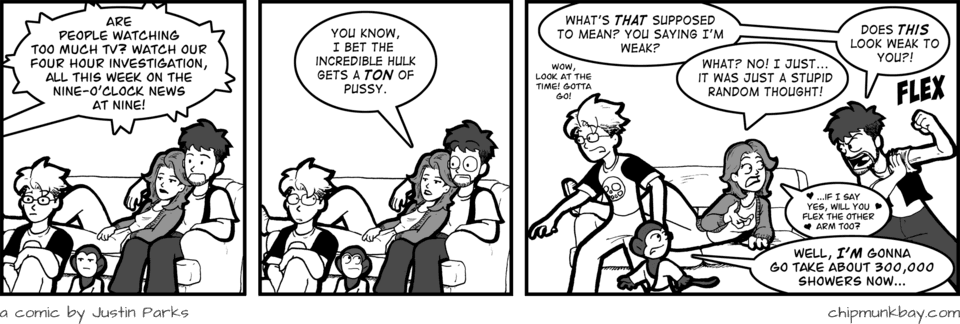 ARE
PEOPLE WATCHING
TOO MUCH TV? WATCH OUR
FOUR HOUR INVESTIGATION,
ALL THIS WEEK ON THE
NINE-O'CLOCK NEWS
AT NINE!
YOU KNOW,
I BET THE
INCREDIBLE HULK
GETS A TON OF
PUSSY.
WHAT'S THAT SUPPOSED
TO MEAN? YOU SAYING I'M
WEAK?
WOW,
LOOK AT THE
TIME! GOTTA
GO!
WHAT? NO! I JUST...
IT WAS JUST A STUPID
RANDOM THOUGHT!
DOES THIS
LOOK WEAK TO
YOU?!
FLEX
♥ ...IF I SAY
YES, WILL YOU ♥
♥ FLEX THE OTHER
ARM TOO? ♥
WELL, I'M GONNA
GO TAKE ABOUT 300,000
SHOWERS NOW...
a comic by Justin Parks
chipmunkbay.com